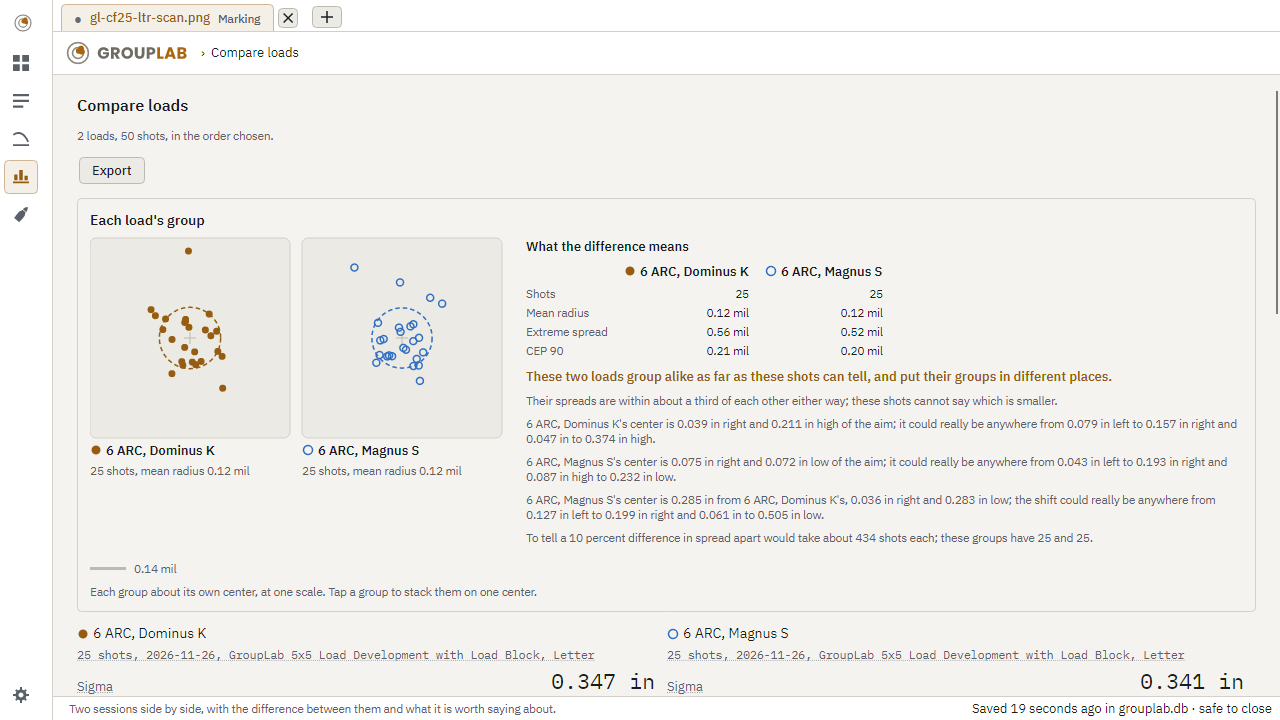 gl-cf25-ltr-scan.png Marking
GROUPLAB › Compare loads
Compare loads
2 loads, 50 shots, in the order chosen.
Export
Each load's group
6 ARC, Dominus K
25 shots, mean radius 0.12 mil
6 ARC, Magnus S
25 shots, mean radius 0.12 mil
What the difference means
6 ARC, Dominus K 6 ARC, Magnus S
Shots 25 25
Mean radius 0.12 mil 0.12 mil
Extreme spread 0.56 mil 0.52 mil
CEP 90 0.21 mil 0.20 mil
These two loads group alike as far as these shots can tell, and put their groups in different places.
Their spreads are within about a third of each other either way; these shots cannot say which is smaller.
6 ARC, Dominus K's center is 0.039 in right and 0.211 in high of the aim; it could really be anywhere from 0.079 in left to 0.157 in right and
0.047 in to 0.374 in high.
6 ARC, Magnus S's center is 0.075 in right and 0.072 in low of the aim; it could really be anywhere from 0.043 in left to 0.193 in right and
0.087 in high to 0.232 in low.
6 ARC, Magnus S's center is 0.285 in from 6 ARC, Dominus K's, 0.036 in right and 0.283 in low; the shift could really be anywhere from
0.127 in left to 0.199 in right and 0.061 in to 0.505 in low.
To tell a 10 percent difference in spread apart would take about 434 shots each; these groups have 25 and 25.
0.14 mil
Each group about its own center, at one scale. Tap a group to stack them on one center.
6 ARC, Dominus K
25 shots, 2026-11-26, GroupLab 5x5 Load Development with Load Block, Letter
Sigma 0.347 in
6 ARC, Magnus S
25 shots, 2026-11-26, GroupLab 5x5 Load Development with Load Block, Letter
Sigma 0.341 in
Two sessions side by side, with the difference between them and what it is worth saying about.
Saved 19 seconds ago in grouplab.db · safe to close